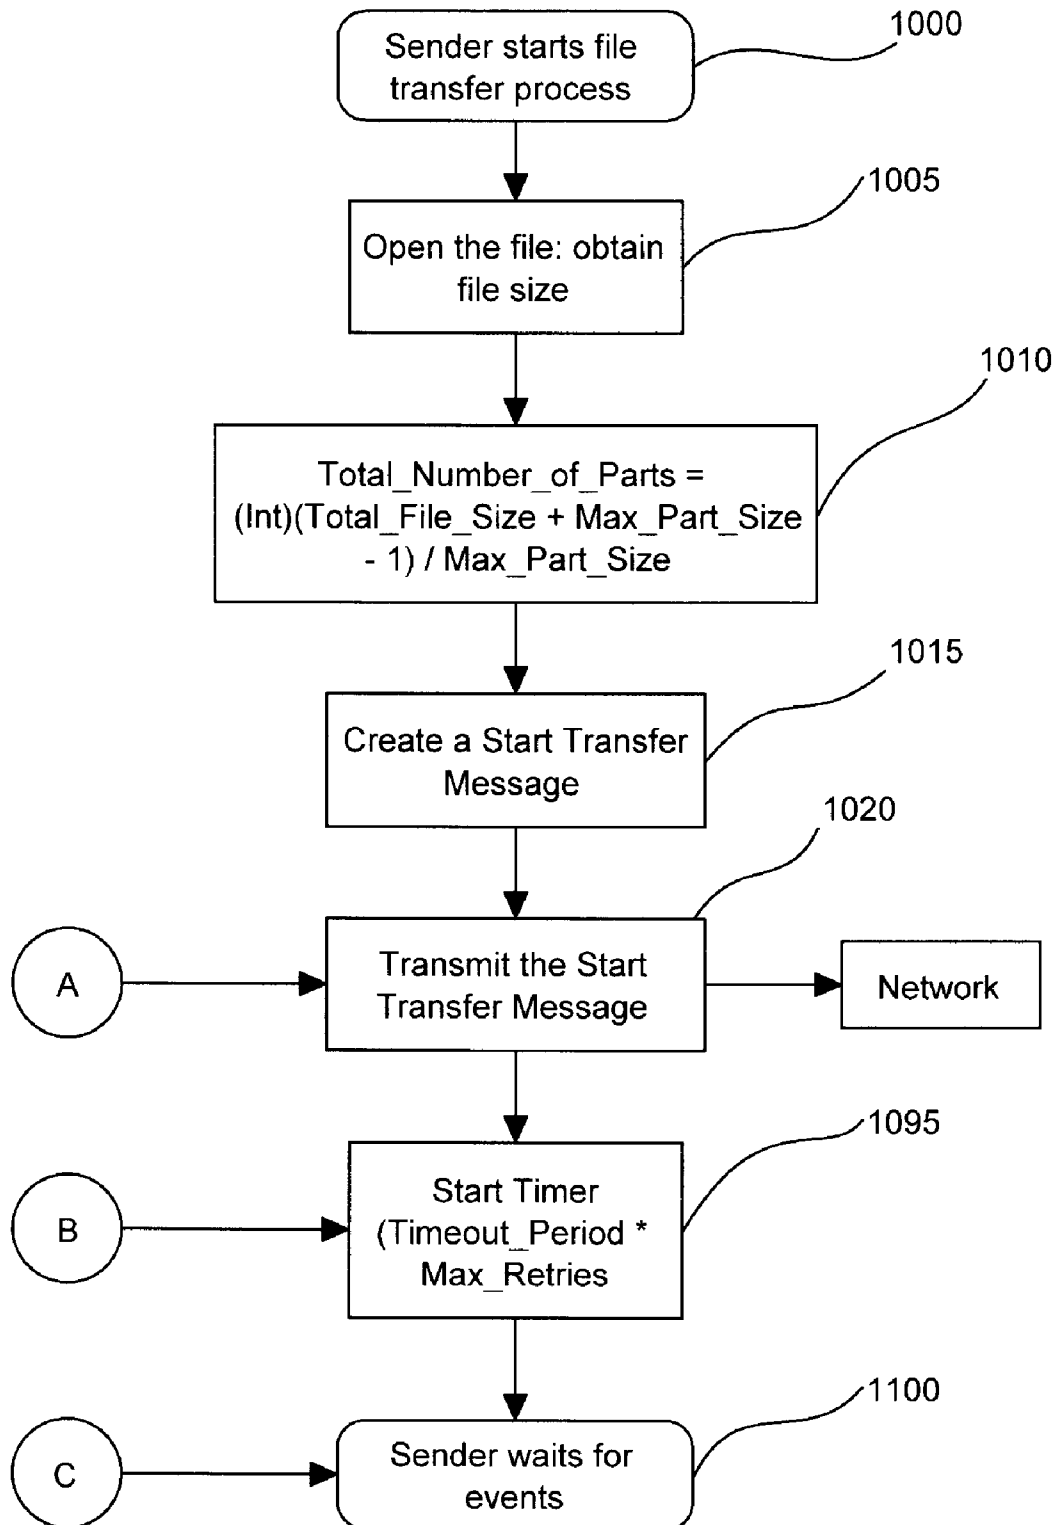 Sender starts file
transfer process
1000
Open the file: obtain
file size
1005
Total_Number_of_Parts =
(Int)(Total_File_Size + Max_Part_Size
- 1) / Max_Part_Size
1010
Create a Start Transfer
Message
1015
1020
A
Transmit the Start
Transfer Message
Network
1095
B
Start Timer
(Timeout_Period *
Max_Retries
1100
C
Sender waits for
events